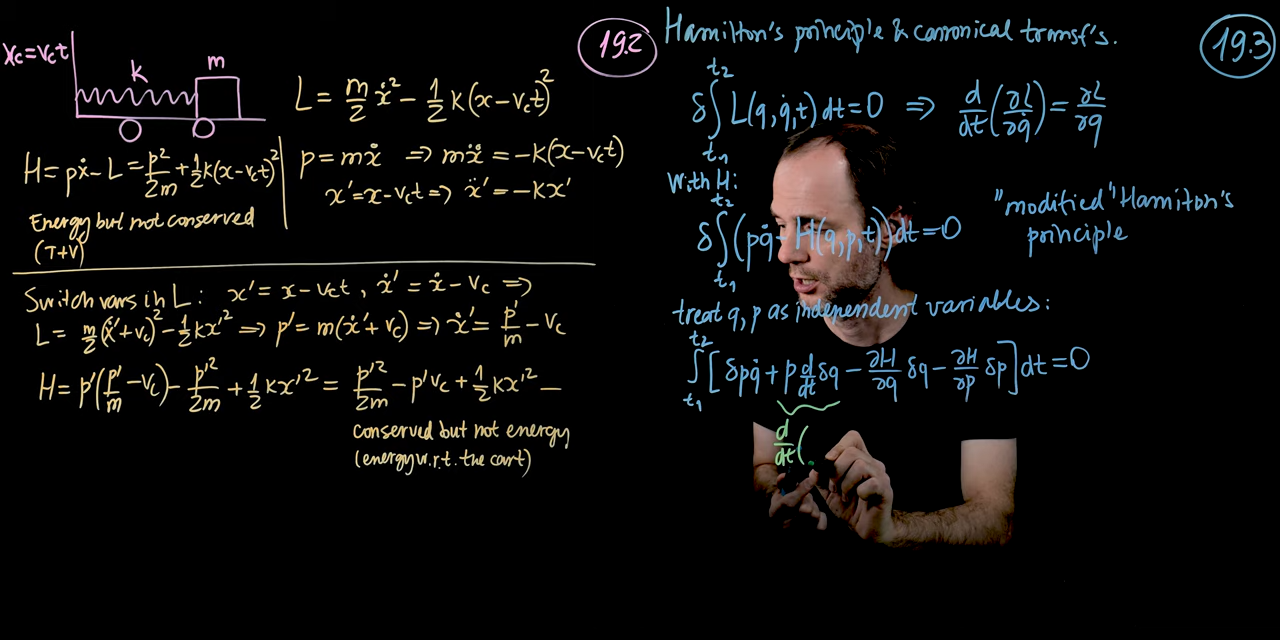 19.2
x_c = v_c t
k
m
L = m/2 ẋ² − 1/2 k(x − v_c t)²
H = pẋ − L = p²/2m + 1/2 k(x − v_c t)²
Energy but not conserved
(T+V)
p = mẋ ⇒ mẍ = −k(x − v_c t)
x' = x − v_c t ⇒ ẍ' = −kx'
Switch vars in L: x' = x − v_c t, ẋ' = ẋ − v_c ⇒
L = m/2 (ẋ' + v_c)² − 1/2 kx'² ⇒ p' = m(ẋ' + v_c) ⇒ ẋ' = p'/m − v_c
H = p'(p'/m − v_c) − p'²/2m + 1/2 kx'² = p'²/2m − p'v_c + 1/2 kx'² —
conserved but not energy
(energy w.r.t. the cart)
Hamilton's principle & canonical transf's.
19.3
δ∫_{t₁}^{t₂} L(q, q̇, t) dt = 0 ⇒ d/dt (∂L/∂q̇) = ∂L/∂q
With H:
δ∫_{t₁}^{t₂} (pq̇ − H(q, p, t)) dt = 0
"modified" Hamilton's
principle
treat q, p as independent variables:
∫_{t₁}^{t₂} [δpq̇ + p d/dt δq − ∂H/∂q δq − ∂H/∂p δp] dt = 0
d/dt (